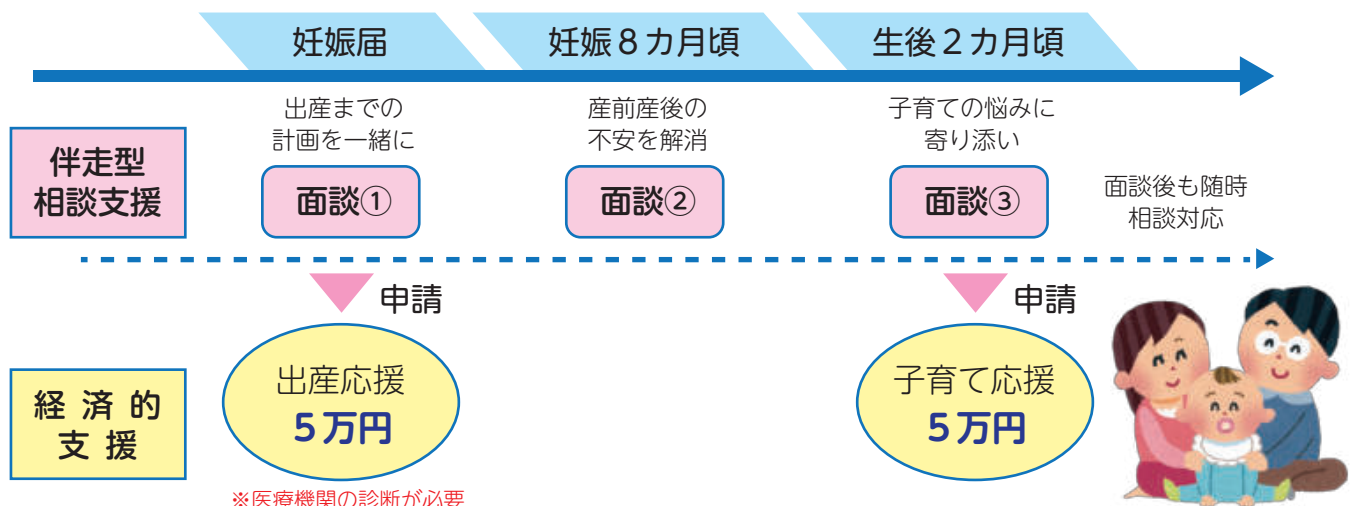 妊娠届
妊娠８カ月頃
生後２カ月頃
出産までの
計画を一緒に
産前産後の
不安を解消
子育ての悩みに
寄り添い
伴走型
相談支援
面談①
面談②
面談③
面談後も随時
相談対応
申請
申請
経済的
支援
出産応援
５万円
子育て応援
５万円
※医療機関の診断が必要